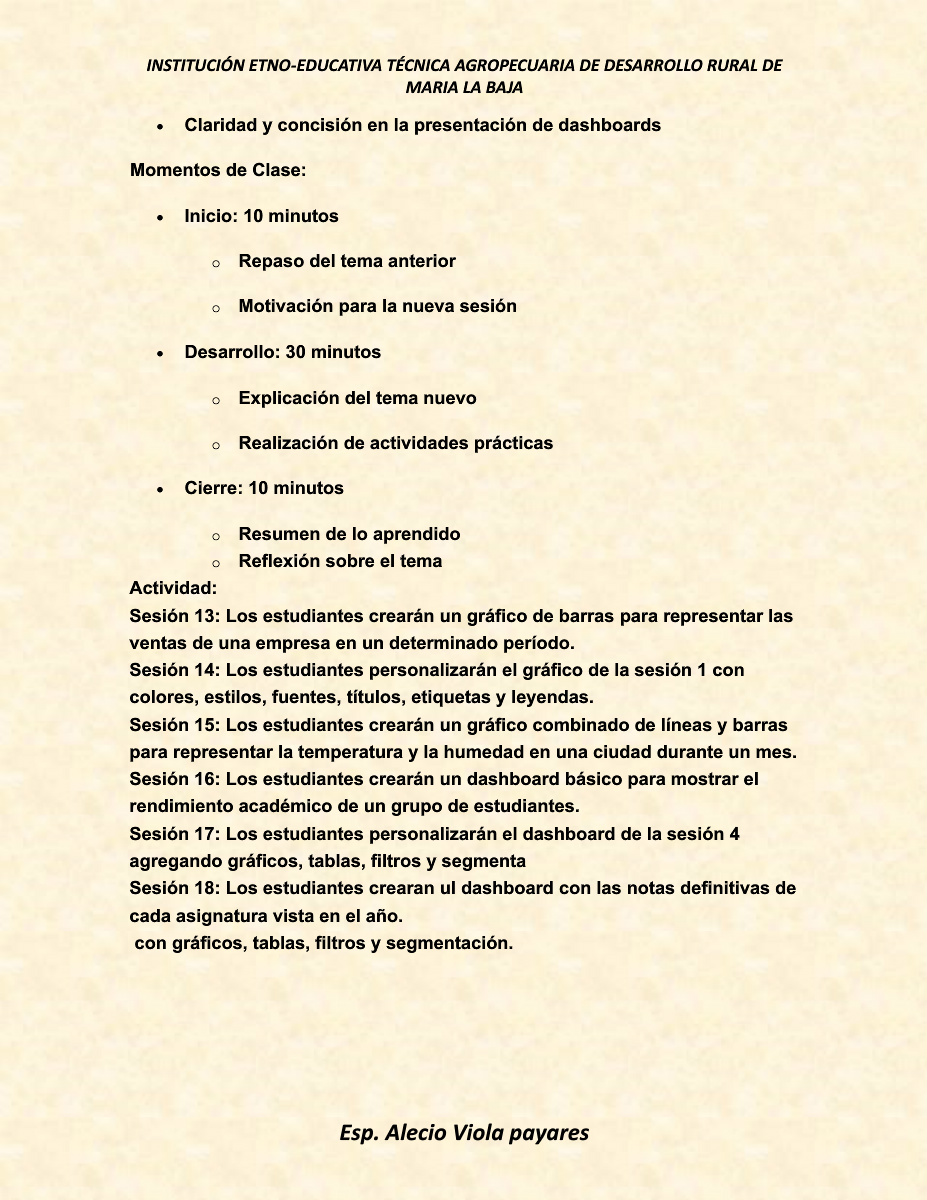 INSTITUCIÓN ETNO-EDUCATIVA TÉCNICA AGROPECUARIA DE DESARROLLO RURAL DE
MARIA LA BAJA
• Claridad y concisión en la presentación de dashboards
Momentos de Clase:
• Inicio: 10 minutos
○ Repaso del tema anterior
○ Motivación para la nueva sesión
• Desarrollo: 30 minutos
○ Explicación del tema nuevo
○ Realización de actividades prácticas
• Cierre: 10 minutos
○ Resumen de lo aprendido
○ Reflexión sobre el tema
Actividad:
Sesión 13: Los estudiantes crearán un gráfico de barras para representar las
ventas de una empresa en un determinado período.
Sesión 14: Los estudiantes personalizarán el gráfico de la sesión 1 con
colores, estilos, fuentes, títulos, etiquetas y leyendas.
Sesión 15: Los estudiantes crearán un gráfico combinado de líneas y barras
para representar la temperatura y la humedad en una ciudad durante un mes.
Sesión 16: Los estudiantes crearán un dashboard básico para mostrar el
rendimiento académico de un grupo de estudiantes.
Sesión 17: Los estudiantes personalizarán el dashboard de la sesión 4
agregando gráficos, tablas, filtros y segmenta
Sesión 18: Los estudiantes crearan ul dashboard con las notas definitivas de
cada asignatura vista en el año.
con gráficos, tablas, filtros y segmentación.
Esp. Alecio Viola payares